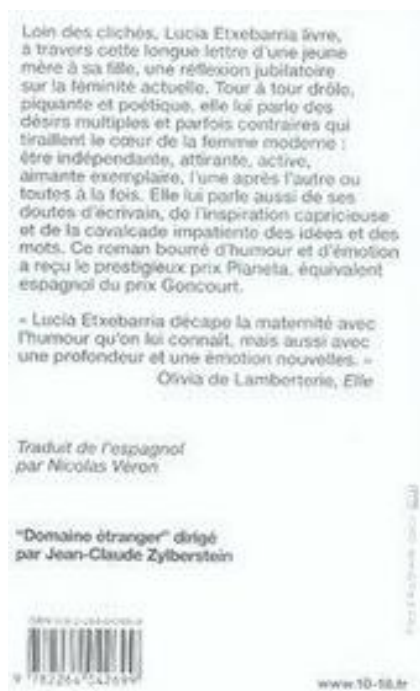 Loin des clichés, Lucía Etxebarria livre,
à travers cette longue lettre d'une jeune
mère à sa fille, une réflexion jubilatoire
sur la féminité actuelle. Tour à tour drôle,
piquante et poétique, elle lui parle des
désirs multiples et parfois contraires qui
tiraillent le cœur de la femme moderne :
être indépendante, attirante, active,
aimante exemplaire, l'une après l'autre ou
toutes à la fois. Elle lui parle aussi de ses
doutes d'écrivain, de l'inspiration capricieuse
et de la cavalcade impatiente des idées et des
mots. Ce roman bourré d'humour et d'émotion
a reçu le prestigieux prix Planeta, équivalent
espagnol du prix Goncourt.
« Lucía Etxebarria décape la maternité avec
l'humour qu'on lui connaît, mais aussi avec
une profondeur et une émotion nouvelles. »
Olivia de Lamberterie, Elle
Traduit de l'espagnol
par Nicolas Véron
"Domaine étranger" dirigé
par Jean-Claude Zylberstein
9 782264 042699
www.10-18.fr